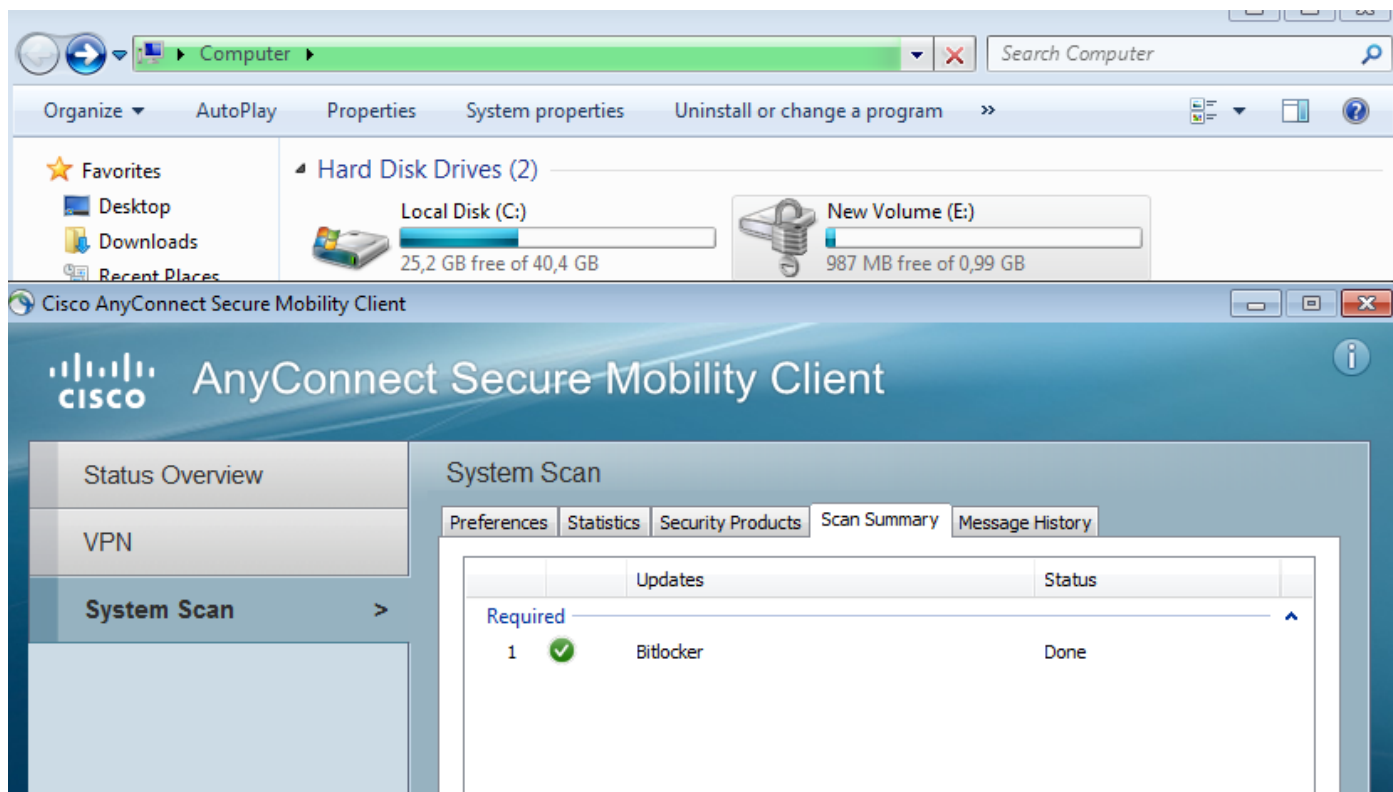 Computer
Search Computer
Organize AutoPlay Properties System properties Uninstall or change a program »
Favorites
Desktop
Downloads
Recent Places
Hard Disk Drives (2)
Local Disk (C:)
25,2 GB free of 40,4 GB
New Volume (E:)
987 MB free of 0,99 GB
Cisco AnyConnect Secure Mobility Client
CISCO AnyConnect Secure Mobility Client
Status Overview
VPN
System Scan >
System Scan
Preferences Statistics Security Products Scan Summary Message History
Updates Status
Required
1 Bitlocker Done